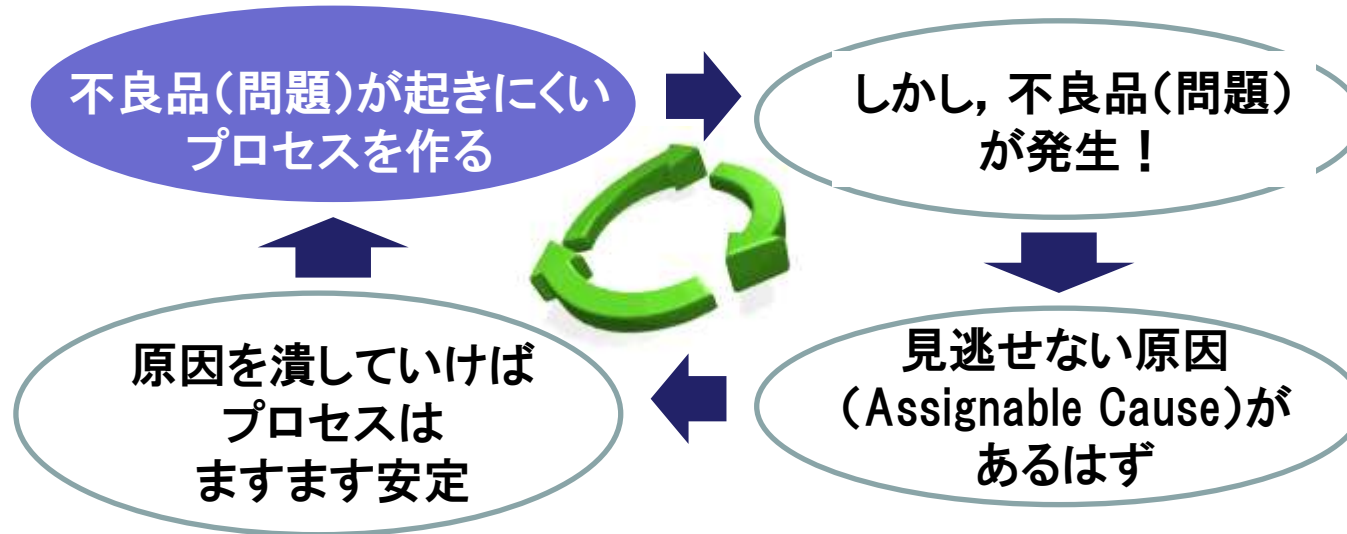 不良品(問題)が起きにくい
プロセスを作る
しかし, 不良品(問題)
が発生!
見逃せない原因
(Assignable Cause)が
あるはず
原因を潰していけば
プロセスは
ますます安定